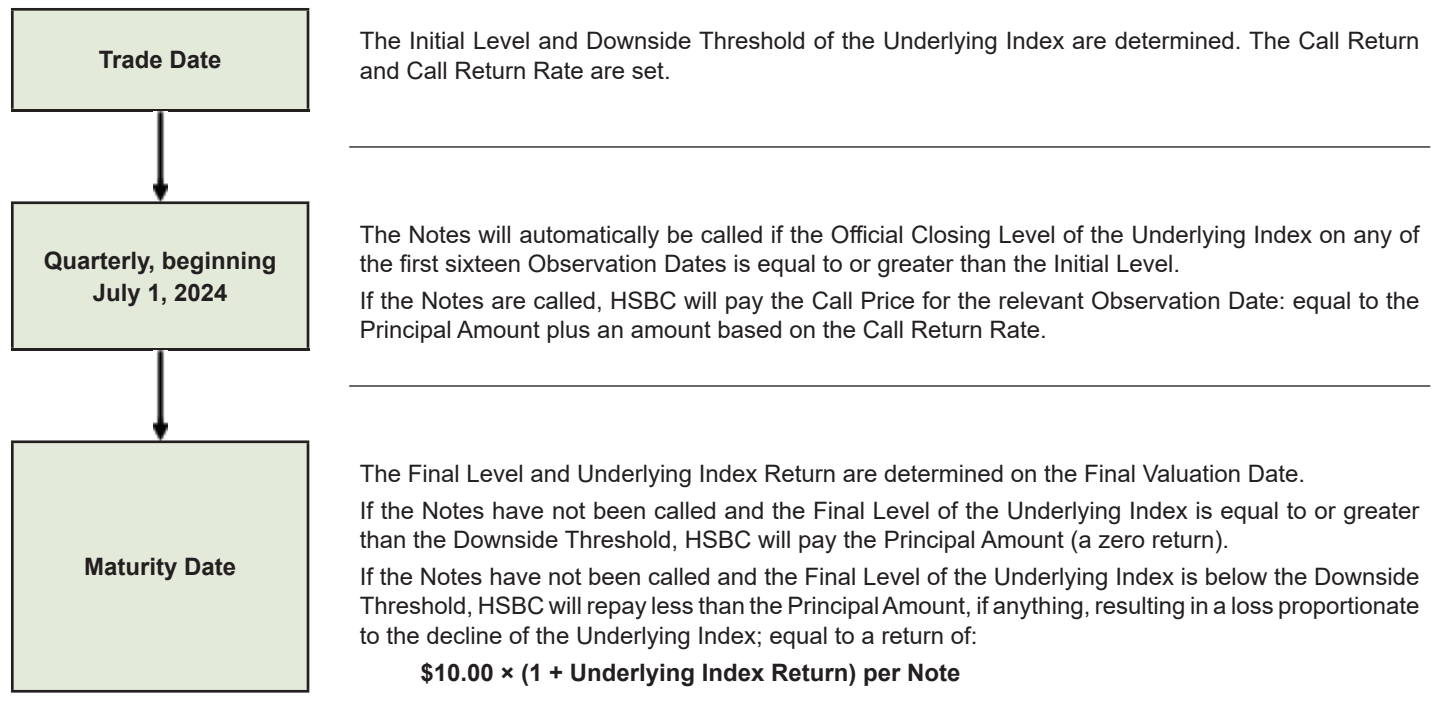 Trade Date
The Initial Level and Downside Threshold of the Underlying Index are determined. The Call Return
and Call Return Rate are set.
Quarterly, beginning
July 1, 2024
The Notes will automatically be called if the Official Closing Level of the Underlying Index on any of
the first sixteen Observation Dates is equal to or greater than the Initial Level.
If the Notes are called, HSBC will pay the Call Price for the relevant Observation Date: equal to the
Principal Amount plus an amount based on the Call Return Rate.
Maturity Date
The Final Level and Underlying Index Return are determined on the Final Valuation Date.
If the Notes have not been called and the Final Level of the Underlying Index is equal to or greater
than the Downside Threshold, HSBC will pay the Principal Amount (a zero return).
If the Notes have not been called and the Final Level of the Underlying Index is below the Downside
Threshold, HSBC will repay less than the Principal Amount, if anything, resulting in a loss proportionate
to the decline of the Underlying Index; equal to a return of:
$10.00 × (1 + Underlying Index Return) per Note